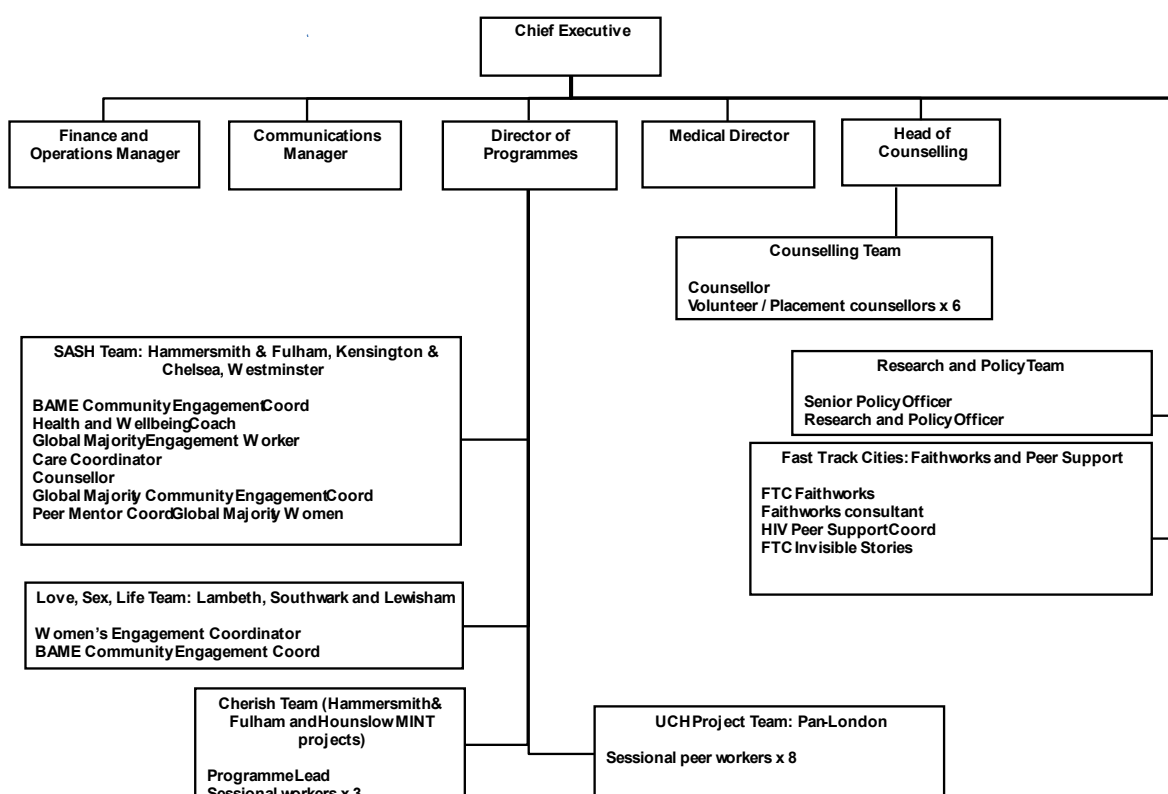 Chief Executive
Finance and
Operations Manager
Communications
Manager
Director of
Programmes
Medical Director
Head of
Counselling
Counselling Team
Counsellor
Volunteer / Placement counsellors x 6
SASH Team: Hammersmith & Fulham, Kensington &
Chelsea, Westminster
BAME Community Engagement Coord
Health and Wellbeing Coach
Global Majority Engagement Worker
Care Coordinator
Counsellor
Global Majority Community Engagement Coord
Peer Mentor Coord Global Majority Women
Research and Policy Team
Senior Policy Officer
Research and Policy Officer
Fast Track Cities: Faithworks and Peer Support
FTC Faithworks
Faithworks consultant
HIV Peer Support Coord
FTC Invisible Stories
Love, Sex, Life Team: Lambeth, Southwark and Lewisham
Women's Engagement Coordinator
BAME Community Engagement Coord
Cherish Team (Hammersmith &
Fulham and Hounslow MINT
projects)
Programme Lead
Sessional workers x 3
UCH Project Team: Pan-London
Sessional peer workers x 8